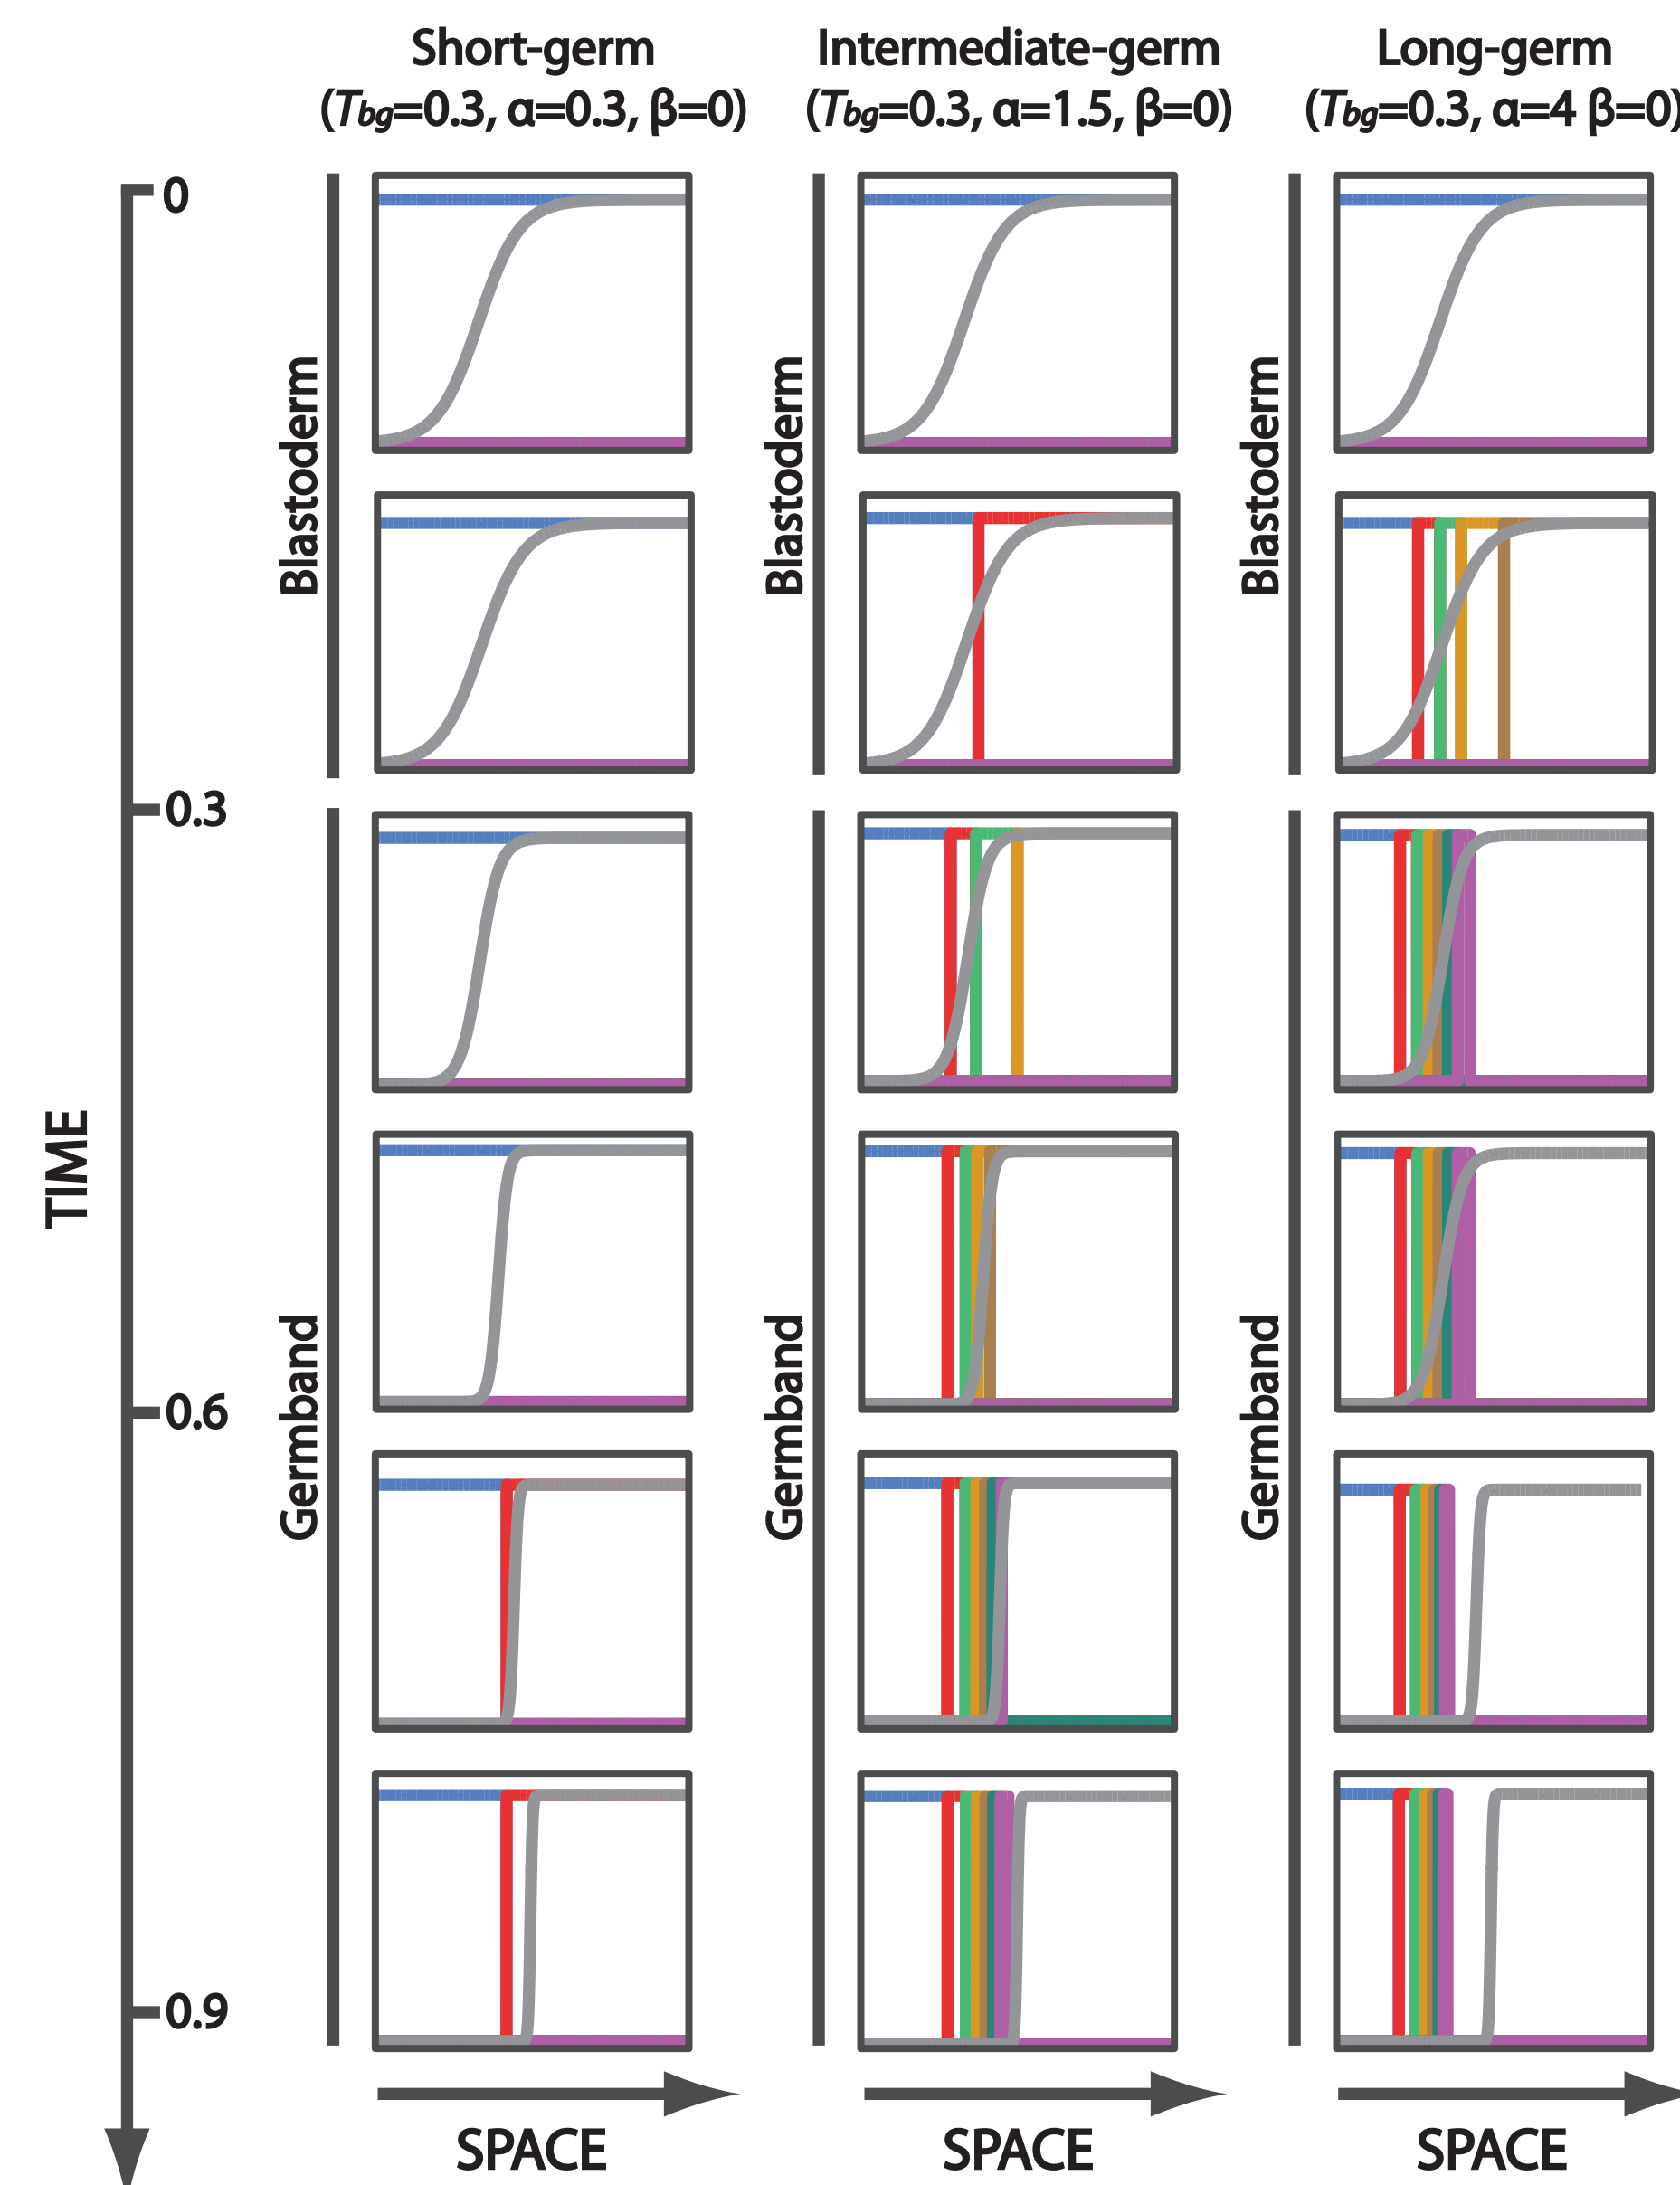 Short-germ
(Tbg=0.3, α=0.3, β=0)
Intermediate-germ
(Tbg=0.3, α=1.5, β=0)
Long-germ
(Tbg=0.3, α=4 β=0)
TIME
0
0.3
0.6
0.9
Blastoderm
Blastoderm
Blastoderm
Germband
Germband
Germband
SPACE
SPACE
SPACE